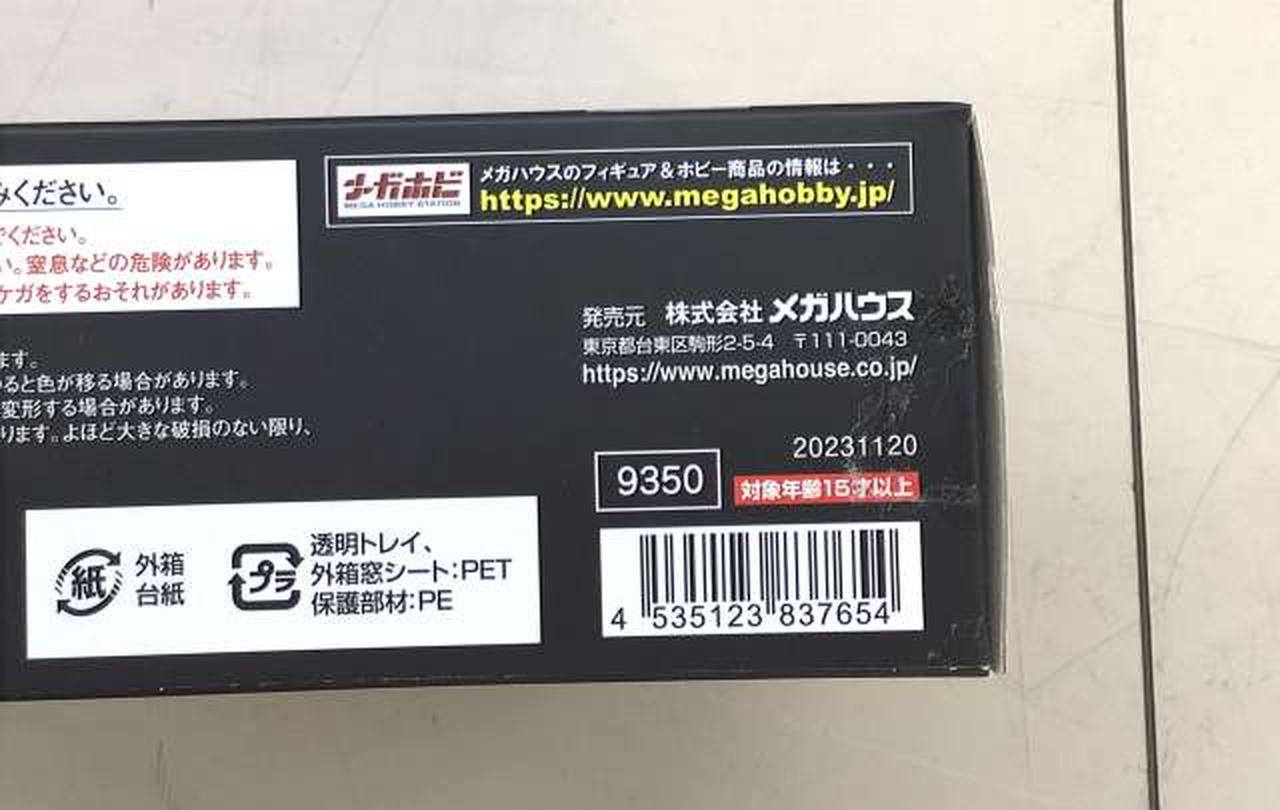 みください。
でください。
い。窒息などの危険があります。
ケガをするおそれがあります。
ます。
ると色が移る場合があります。
変形する場合があります。
ります。よほど大きな破損のない限り、
メガホビ
MEGA HOBBY STATION
メガハウスのフィギュア&ホビー商品の情報は・・・
https://www.megahobby.jp/
発売元 株式会社メガハウス
東京都台東区駒形2-5-4 〒111-0043
https://www.megahouse.co.jp/
20231120
9350
対象年齢15才以上
紙
外箱
台紙
プラ
透明トレイ、
外箱窓シート:PET
保護部材:PE
4 535123 837654